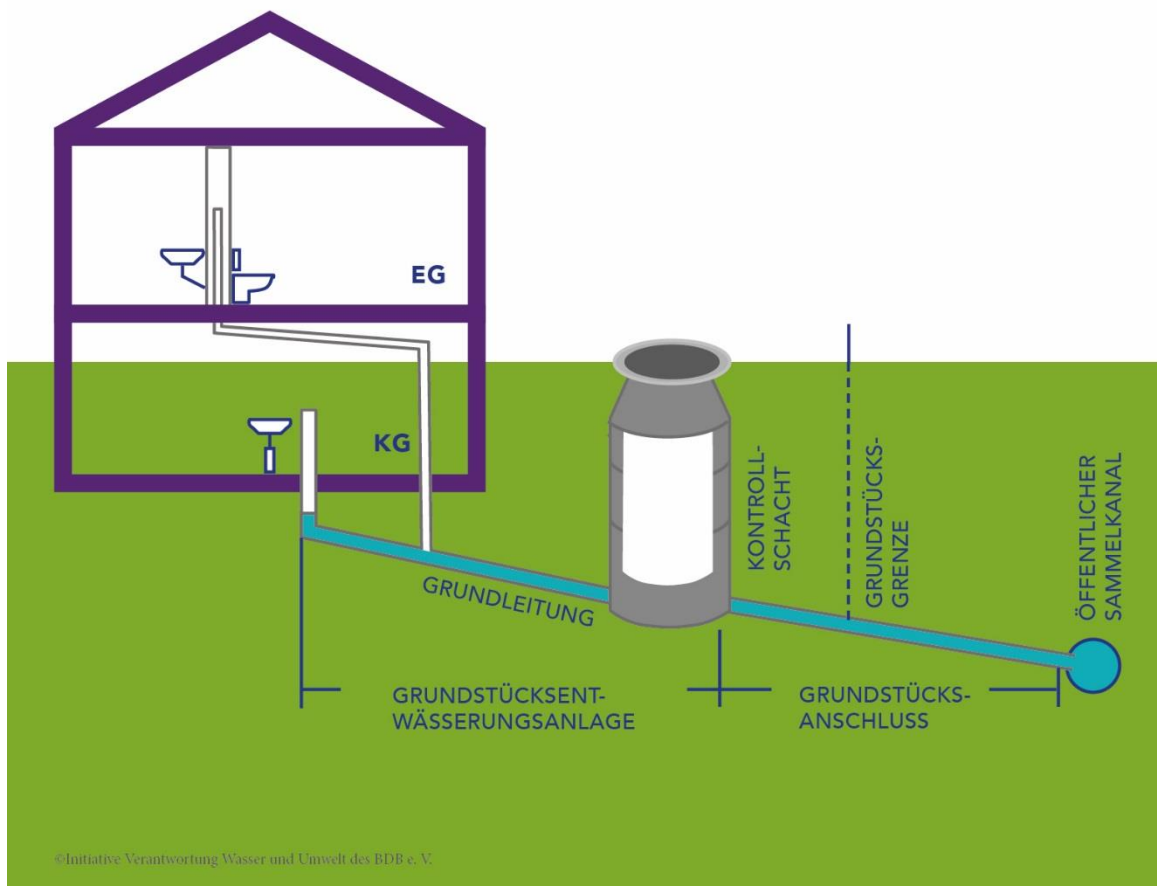 EG
KG
GRUNDLEITUNG
KONTROLL-
SCHACHT
GRUNDSTÜCKS-
GRENZE
ÖFFENTLICHER
SAMMELKANAL
GRUNDSTÜCKSENT-
WÄSSERUNGSANLAGE
GRUNDSTÜCKS-
ANSCHLUSS
©Initiative Verantwortung Wasser und Umwelt des BDB e. V.